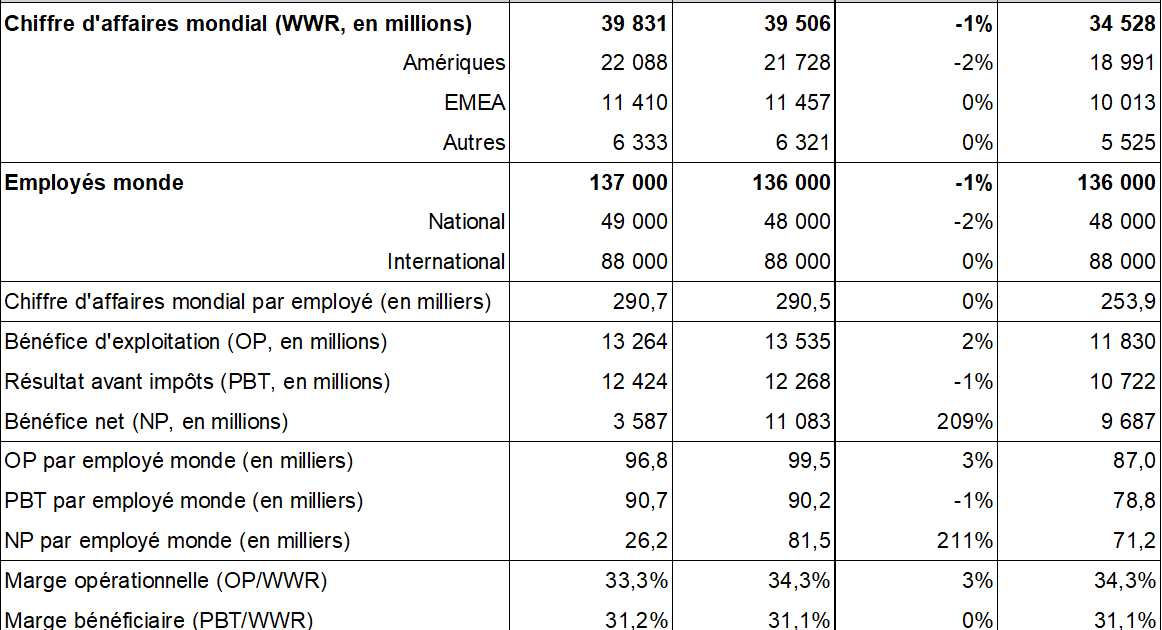 Chiffre d'affaires mondial (WWR, en millions) 39 831 39 506 -1% 34 528
Amériques 22 088 21 728 -2% 18 991
EMEA 11 410 11 457 0% 10 013
Autres 6 333 6 321 0% 5 525
Employés monde 137 000 136 000 -1% 136 000
National 49 000 48 000 -2% 48 000
International 88 000 88 000 0% 88 000
Chiffre d'affaires mondial par employé (en milliers) 290,7 290,5 0% 253,9
Bénéfice d'exploitation (OP, en millions) 13 264 13 535 2% 11 830
Résultat avant impôts (PBT, en millions) 12 424 12 268 -1% 10 722
Bénéfice net (NP, en millions) 3 587 11 083 209% 9 687
OP par employé monde (en milliers) 96,8 99,5 3% 87,0
PBT par employé monde (en milliers) 90,7 90,2 -1% 78,8
NP par employé monde (en milliers) 26,2 81,5 211% 71,2
Marge opérationnelle (OP/WWR) 33,3% 34,3% 3% 34,3%
Marge bénéficiaire (PBT/WWR) 31,2% 31,1% 0% 31,1%